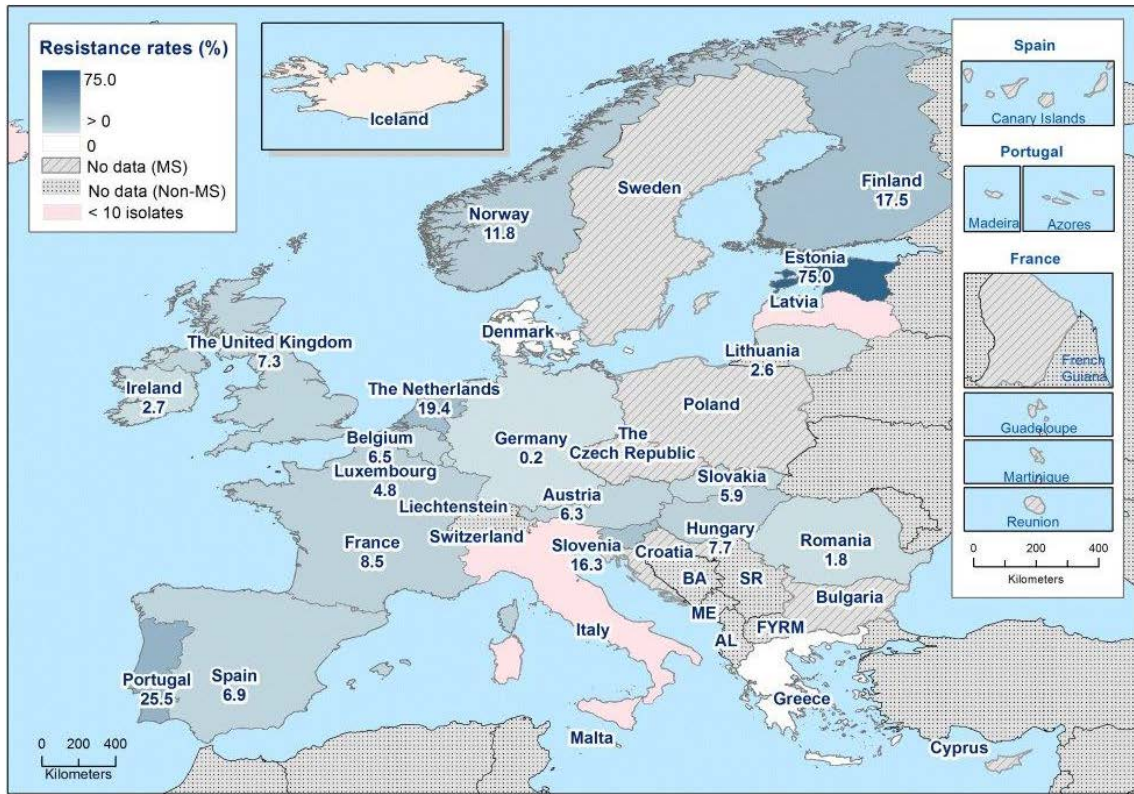 Resistance rates (%)
75.0
> 0
0
No data (MS)
No data (Non-MS)
< 10 isolates
Iceland
Norway
11.8
Sweden
Finland
17.5
Estonia
75.0
Latvia
Denmark
Lithuania
2.6
The United Kingdom
7.3
Ireland
2.7
The Netherlands
19.4
Poland
Belgium
6.5
Germany
0.2
The
Czech Republic
Luxembourg
4.8
Slovakia
5.9
Liechtenstein
Austria
6.3
Switzerland
Hungary
7.7
France
8.5
Slovenia
16.3
Croatia
Romania
1.8
BA
SR
Bulgaria
ME
FYRM
AL
Italy
Portugal
25.5
Spain
6.9
Greece
Malta
Cyprus
0 200 400
Kilometers
Spain
Canary Islands
Portugal
Madeira
Azores
France
French
Guiana
Guadeloupe
Martinique
Reunion
0 200 400
Kilometers